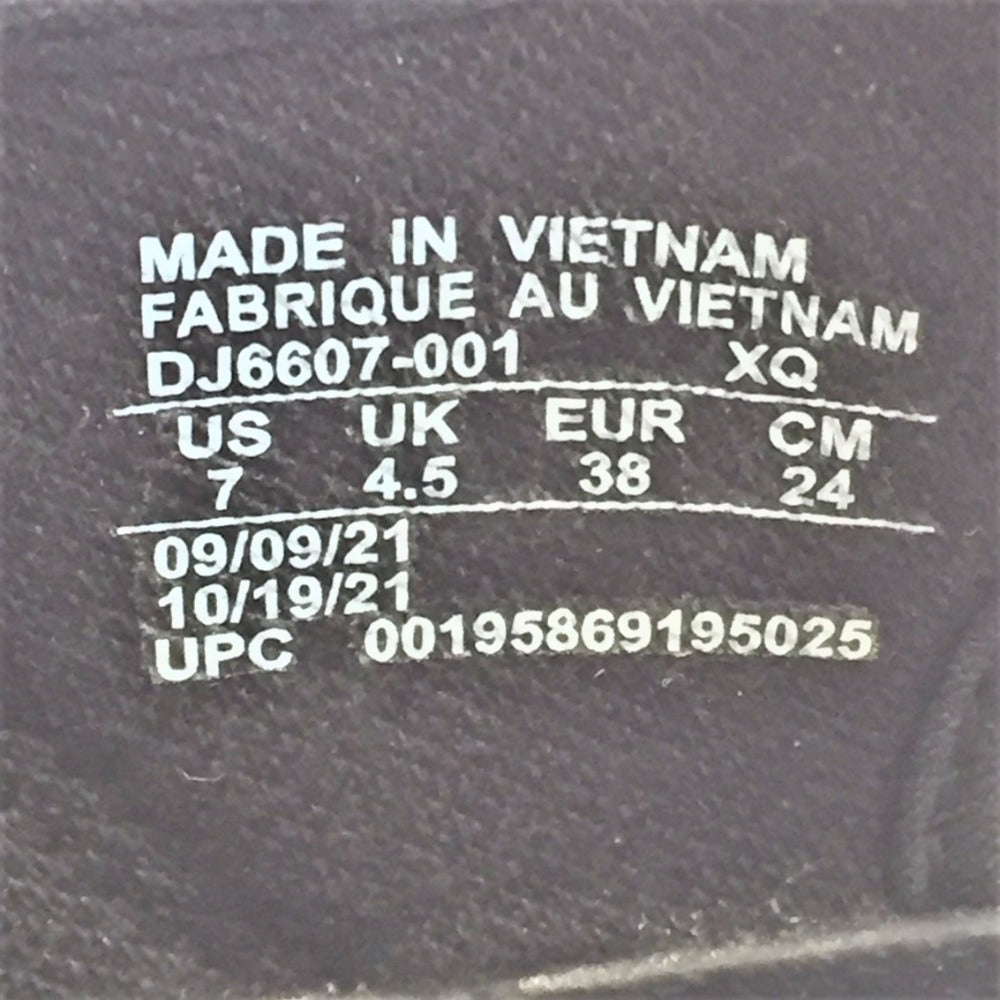 MADE IN VIETNAM
FABRIQUE AU VIETNAM
DJ6607-001 XQ
US UK EUR CM
7 4.5 38 24
09/09/21
10/19/21
UPC 00195869195025